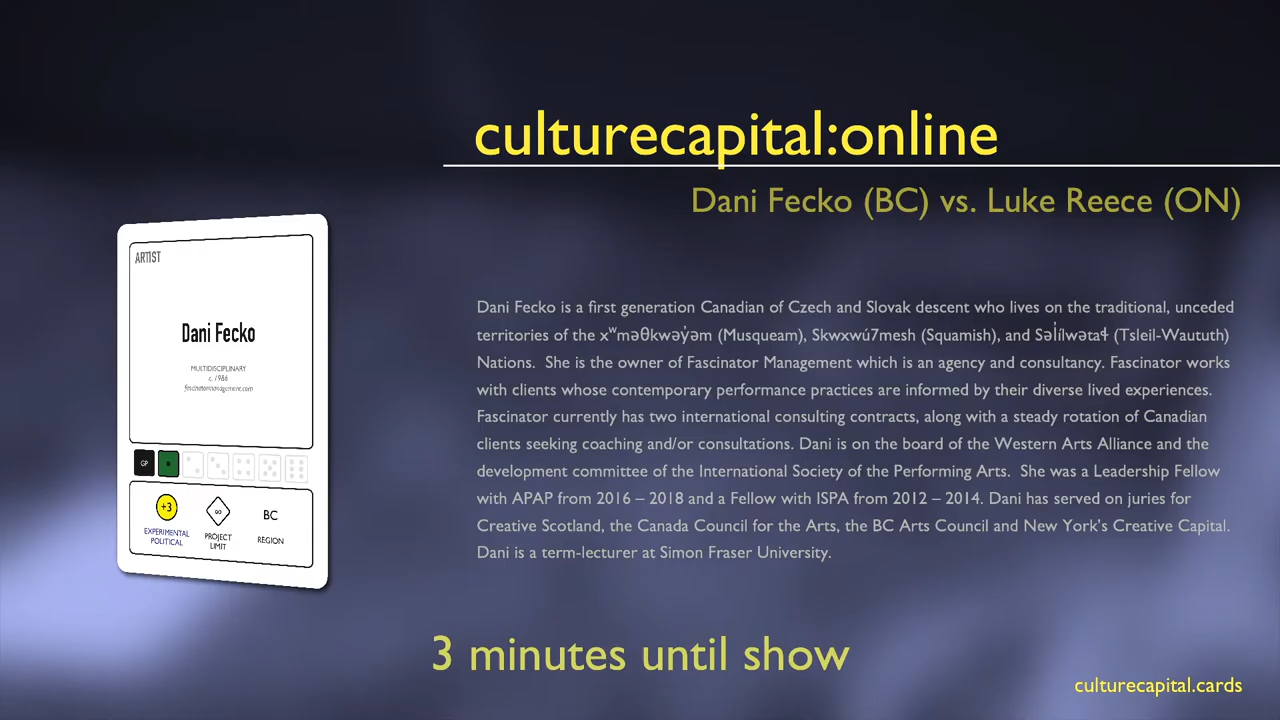 culturecapital:online
Dani Fecko (BC) vs. Luke Reece (ON)
ARTIST
Dani Fecko
MULTIDISCIPLINARY
c. 1986
fascinatormanagement.com
GP
+3
∞
BC
EXPERIMENTAL
POLITICAL
PROJECT
LIMIT
REGION
Dani Fecko is a first generation Canadian of Czech and Slovak descent who lives on the traditional, unceded
territories of the xʷməθkwəy̓əm (Musqueam), Skwxwú7mesh (Squamish), and Səl̓ílwətaɬ (Tsleil-Waututh)
Nations.  She is the owner of Fascinator Management which is an agency and consultancy. Fascinator works
with clients whose contemporary performance practices are informed by their diverse lived experiences.
Fascinator currently has two international consulting contracts, along with a steady rotation of Canadian
clients seeking coaching and/or consultations. Dani is on the board of the Western Arts Alliance and the
development committee of the International Society of the Performing Arts.  She was a Leadership Fellow
with APAP from 2016 – 2018 and a Fellow with ISPA from 2012 – 2014. Dani has served on juries for
Creative Scotland, the Canada Council for the Arts, the BC Arts Council and New York's Creative Capital.
Dani is a term-lecturer at Simon Fraser University.
3 minutes until show
culturecapital.cards